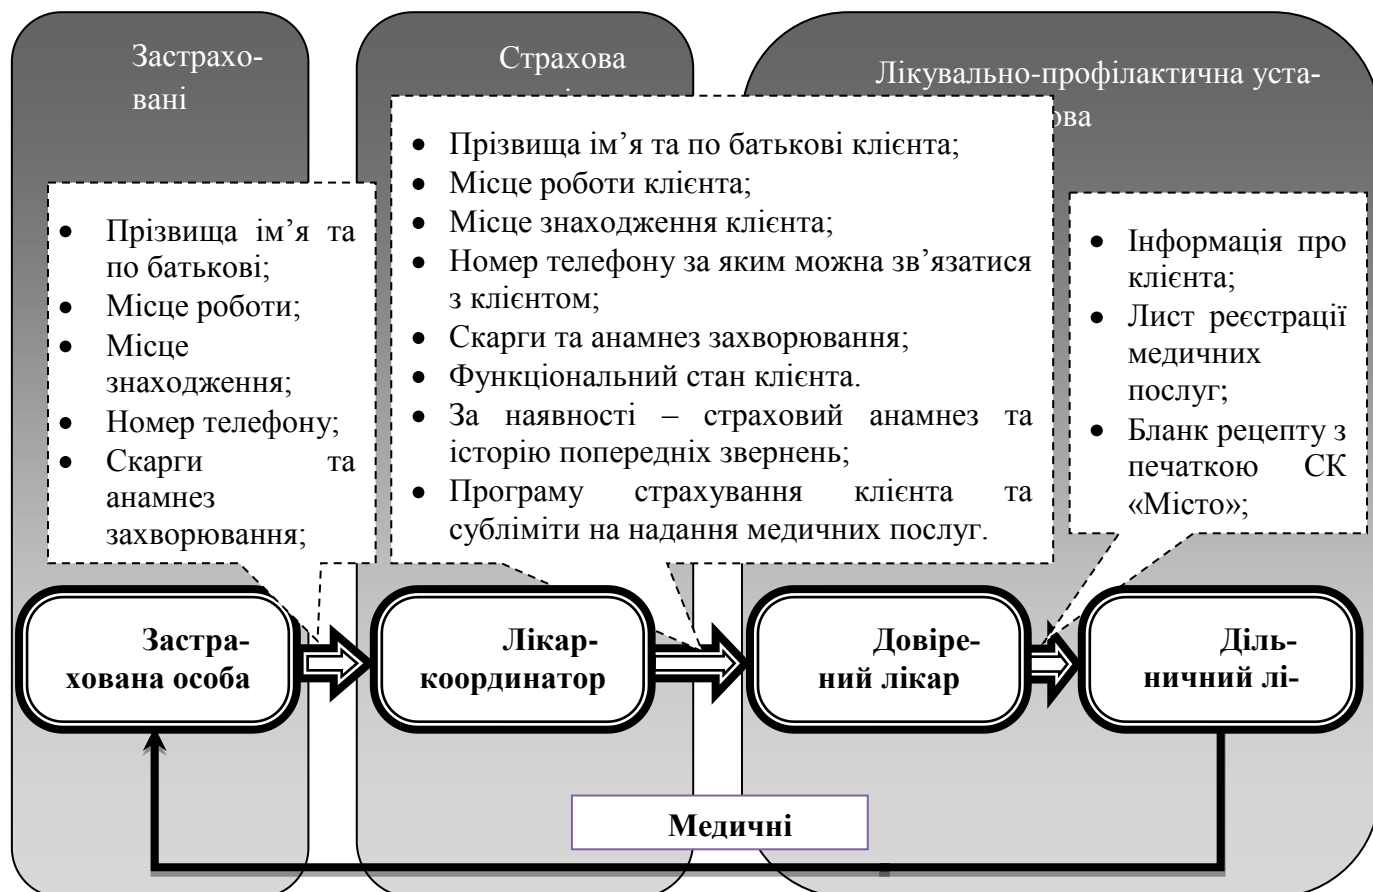 Застрахо-
вані
Страхова
Лікувально-профілактична уста-
ова
Прізвища ім’я та
по батькові;
Місце роботи;
Місце
знаходження;
Номер телефону;
Скарги та
анамнез
захворювання;
Прізвища ім’я та по батькові клієнта;
Місце роботи клієнта;
Місце знаходження клієнта;
Номер телефону за яким можна зв’язатися
з клієнтом;
Скарги та анамнез захворювання;
Функціональний стан клієнта.
За наявності – страховий анамнез та
історію попередніх звернень;
Програму страхування клієнта та
субліміти на надання медичних послуг.
Інформація про
клієнта;
Лист реєстрації
медичних
послуг;
Бланк рецепту з
печаткою СК
«Місто»;
Застра-
хована особа
Лікар-
координатор
Довіре-
ний лікар
Діль-
ничний лі-
Медичні